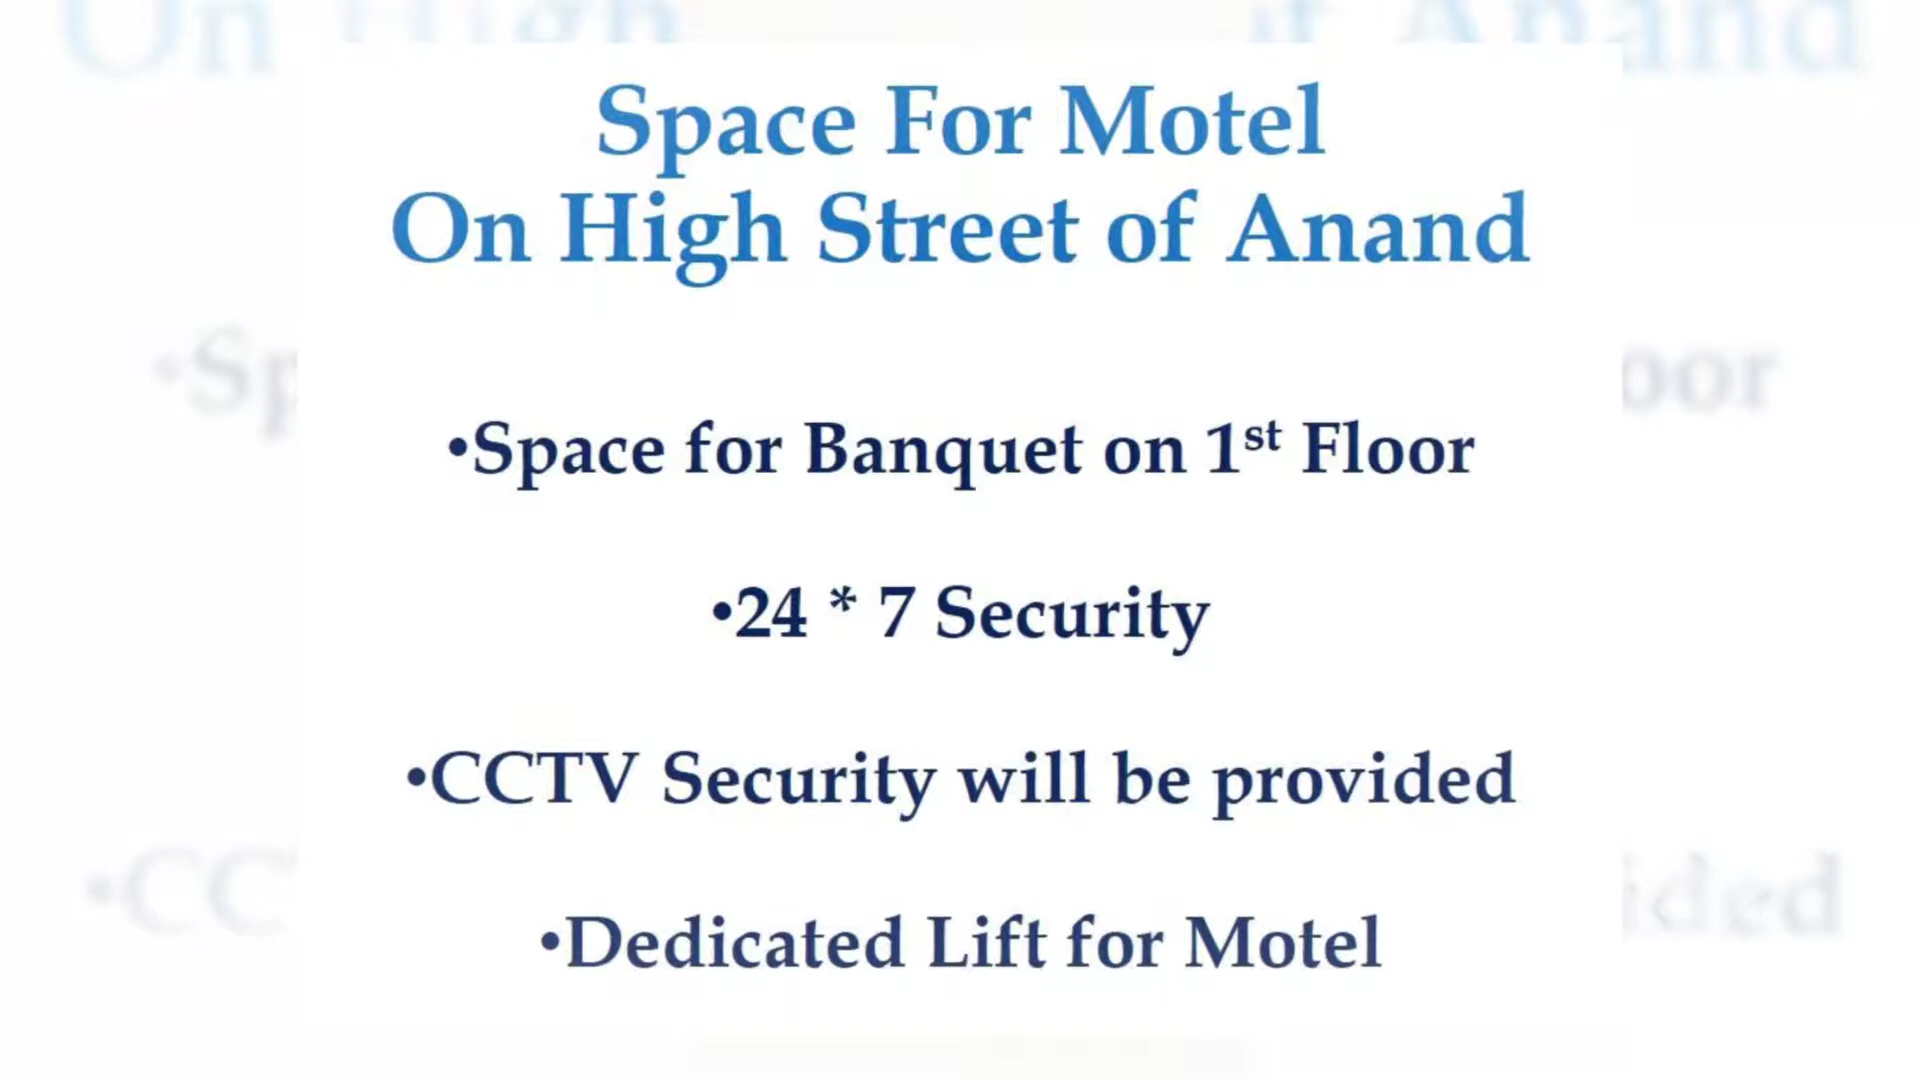 Space For Motel
On High Street of Anand
•Space for Banquet on 1st Floor
•24 * 7 Security
•CCTV Security will be provided
•Dedicated Lift for Motel